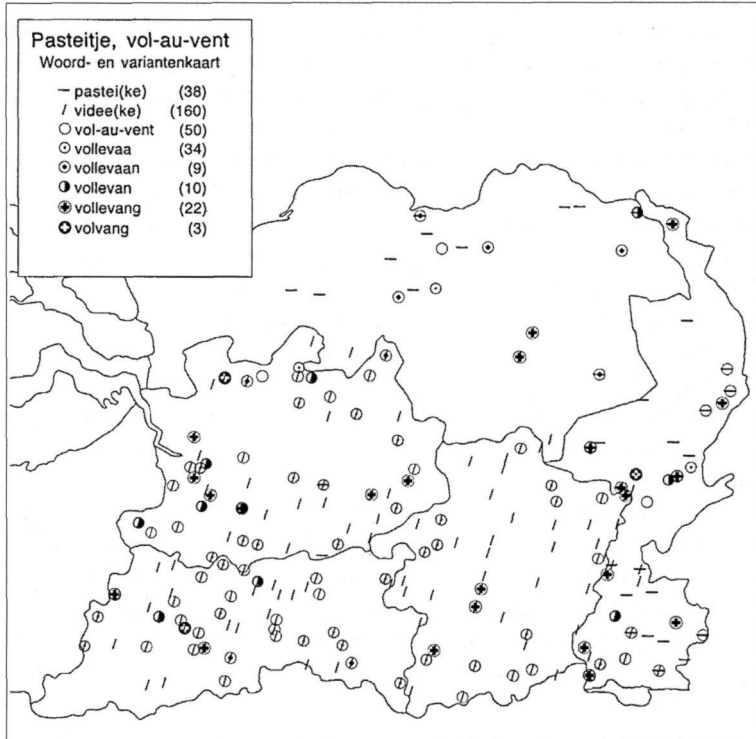 Pasteitje, vol-au-vent
Woord- en variantenkaart
pastei(ke) (38)
videe(ke) (160)
vol-au-vent (50)
vollevaa (34)
vollevaan (9)
vollevan (10)
vollevang (22)
volvang (3)